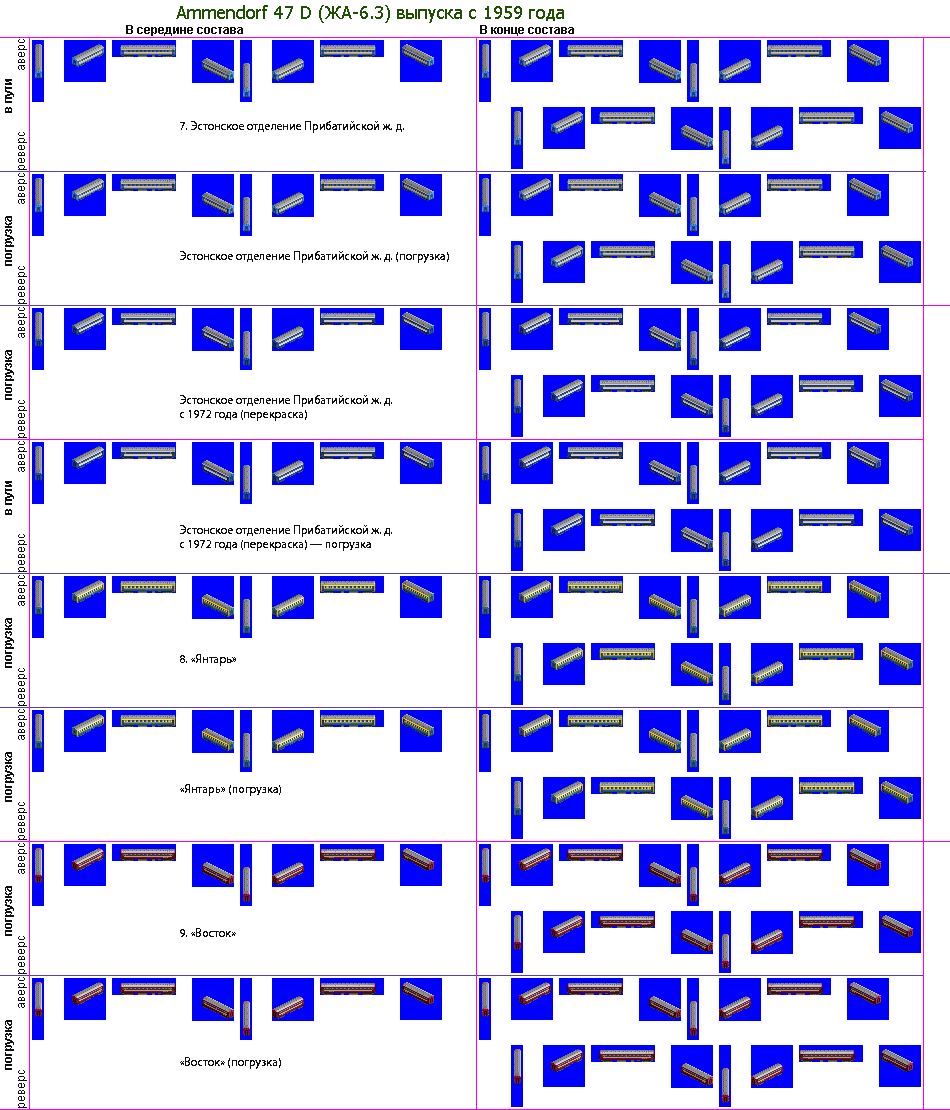 Ammendorf 47 D (ЖА-6.3) выпуска с 1959 года
В середине состава
В конце состава
в пути
аверс
реверс
7. Эстонское отделение Прибатийской ж. д.
погрузка
аверс
реверс
Эстонское отделение Прибатийской ж. д. (погрузка)
погрузка
аверс
реверс
Эстонское отделение Прибатийской ж. д.
с 1972 года (перекраска)
в пути
аверс
реверс
Эстонское отделение Прибатийской ж. д.
с 1972 года (перекраска) — погрузка
погрузка
аверс
реверс
8. «Янтарь»
погрузка
аверс
реверс
«Янтарь» (погрузка)
погрузка
аверс
реверс
9. «Восток»
погрузка
аверс
реверс
«Восток» (погрузка)